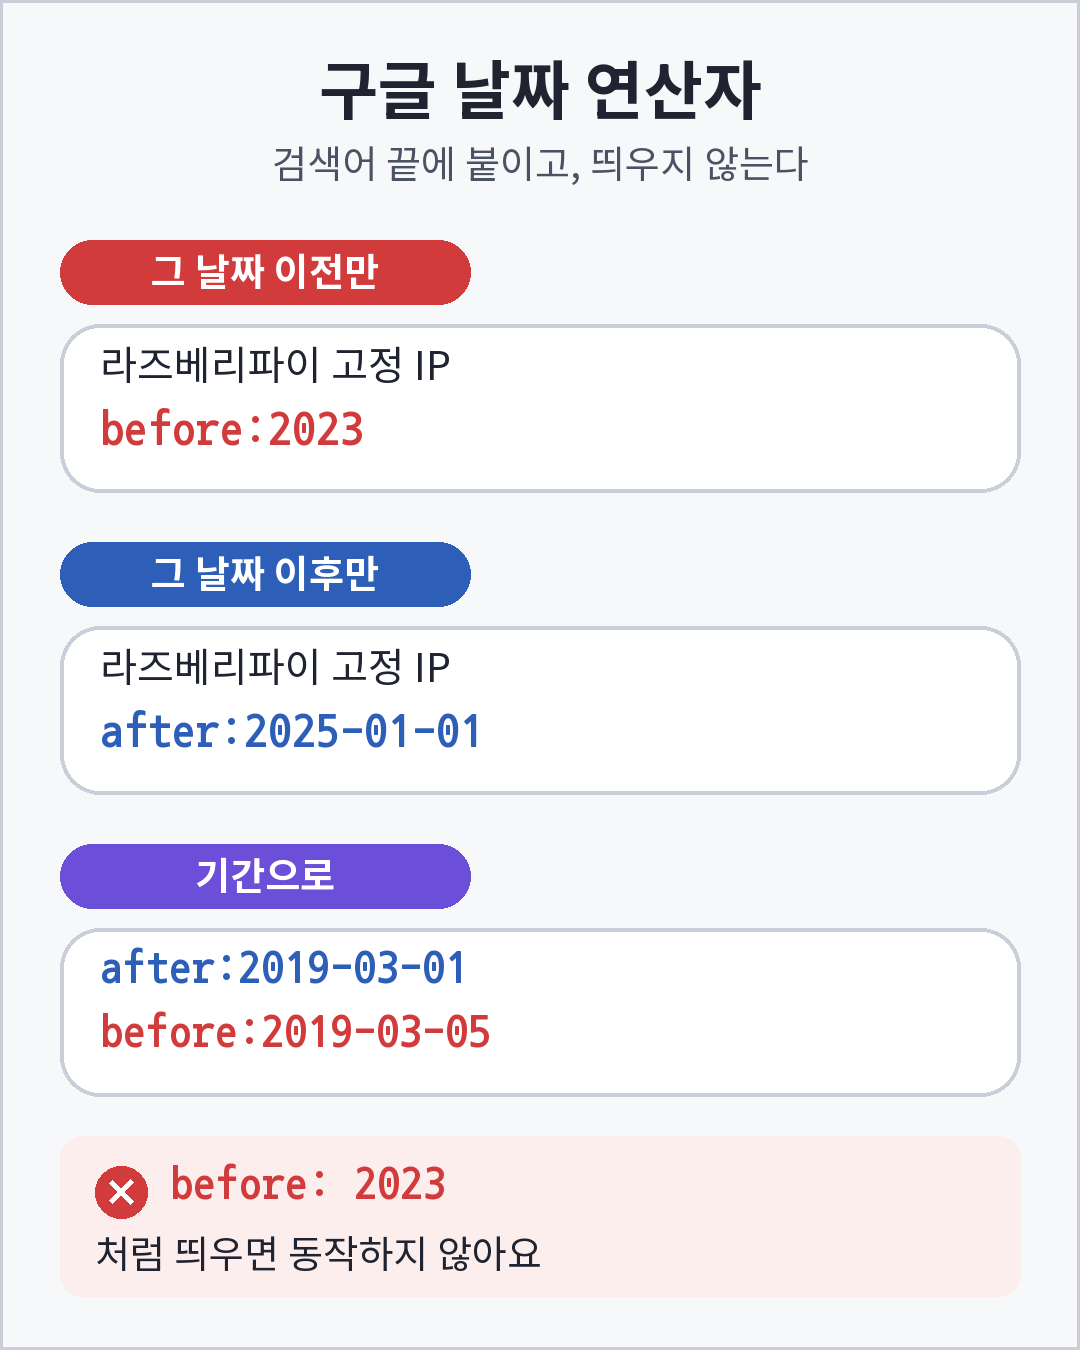 구글 날짜 연산자
검색어 끝에 붙이고, 띄우지 않는다
그 날짜 이전만
라즈베리파이 고정 IP
before:2023
그 날짜 이후만
라즈베리파이 고정 IP
after:2025-01-01
기간으로
after:2019-03-01
before:2019-03-05
before: 2023
처럼 띄우면 동작하지 않아요